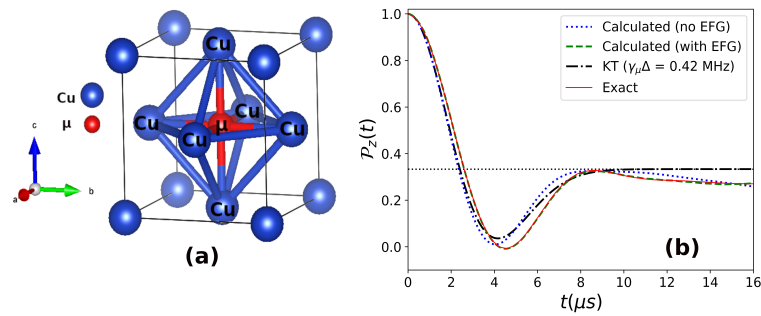 Cu
Cu
Cu
μ
Cu
Cu
Cu
Cu
μ
c
b
a
(a)
1.0
0.8
0.6
0.4
0.2
0.0
𝒫z(t)
Calculated (no EFG)
Calculated (with EFG)
KT (γμΔ = 0.42 MHz)
Exact
(b)
0 2 4 6 8 10 12 14 16
t(μs)